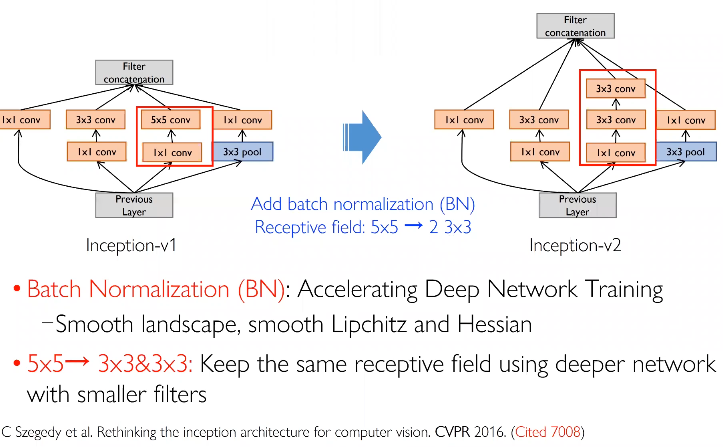 Filter
concatenation
1x1 conv
3x3 conv
5x5 conv
1x1 conv
1x1 conv
1x1 conv
3x3 pool
Previous
Layer
Inception-v1
Add batch normalization (BN)
Receptive field: 5x5 → 2 3x3
Filter
concatenation
3x3 conv
1x1 conv
3x3 conv
3x3 conv
1x1 conv
1x1 conv
1x1 conv
3x3 pool
Previous
Layer
Inception-v2
• Batch Normalization (BN): Accelerating Deep Network Training
–Smooth landscape, smooth Lipchitz and Hessian
• 5x5→ 3x3&3x3: Keep the same receptive field using deeper network
with smaller filters
C Szegedy et al. Rethinking the inception architecture for computer vision. CVPR 2016. (Cited 7008)